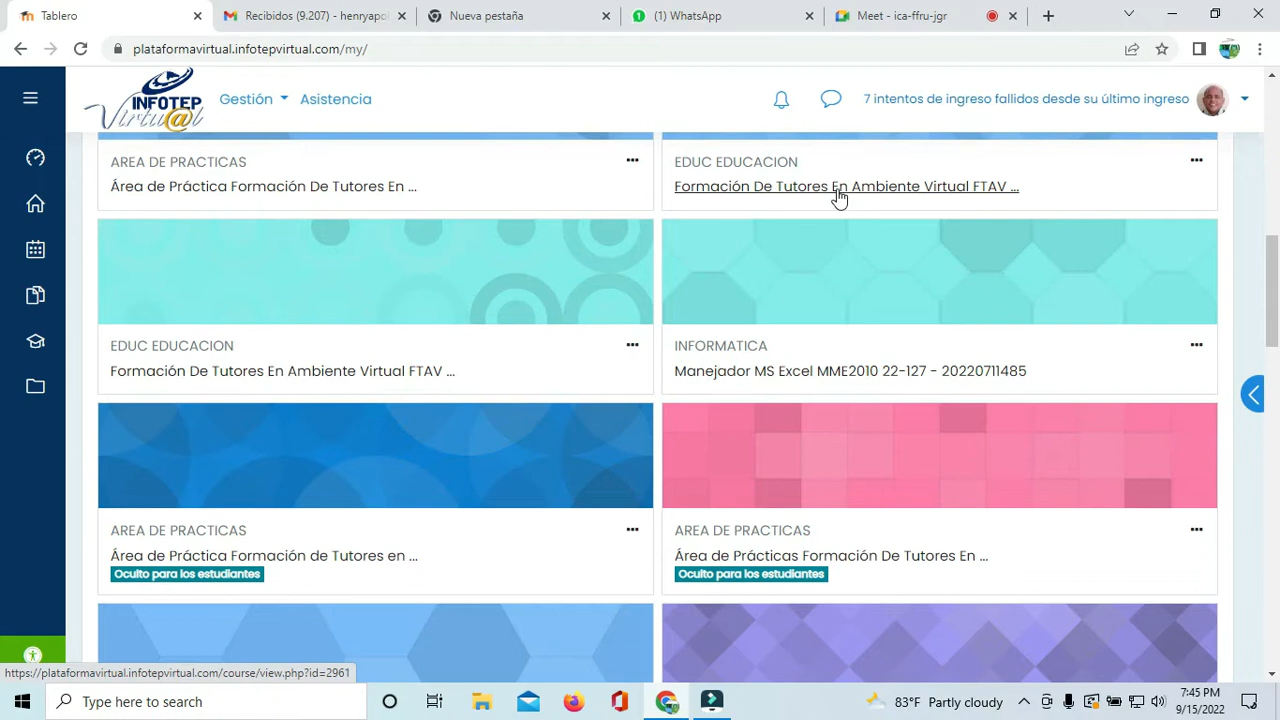 Tablero
Recibidos (9.207) - henryapol
Nueva pestaña
(1) WhatsApp
Meet - ica-ffru-jgr
plataformavirtual.infotepvirtual.com/my/
INFOTEP
Virtu@l
Gestión
Asistencia
7 intentos de ingreso fallidos desde su último ingreso
AREA DE PRACTICAS
Área de Práctica Formación De Tutores En ...
EDUC EDUCACION
Formación De Tutores En Ambiente Virtual FTAV ...
EDUC EDUCACION
Formación De Tutores En Ambiente Virtual FTAV ...
INFORMATICA
Manejador MS Excel MME2010 22-127 - 20220711485
AREA DE PRACTICAS
Área de Práctica Formación de Tutores en ...
Oculto para los estudiantes
AREA DE PRACTICAS
Área de Prácticas Formación De Tutores En ...
Oculto para los estudiantes
https://plataformavirtual.infotepvirtual.com/course/view.php?id=2961
Type here to search
83°F Partly cloudy
7:45 PM
9/15/2022